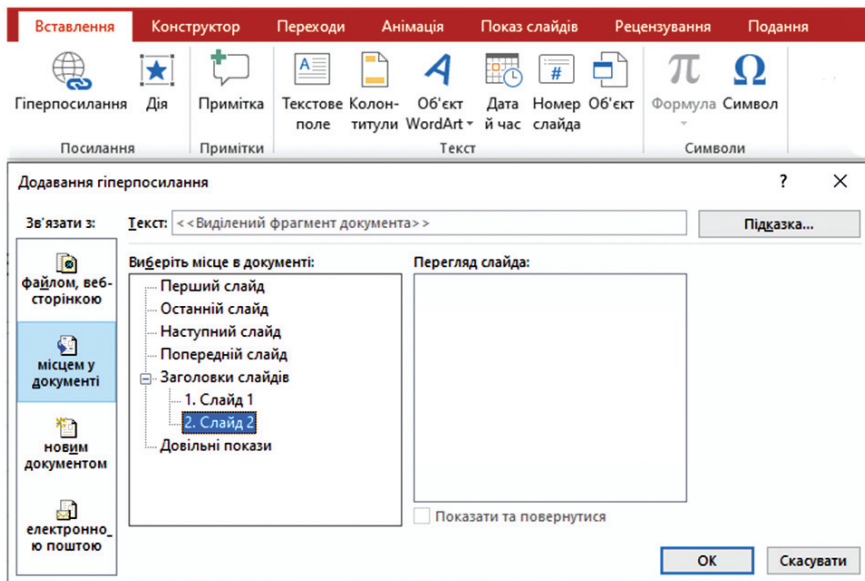 Вставлення Конструктор Переходи Анімація Показ слайдів Рецензування Подання
Гіперпосилання Дія Примітка Текстове поле Колон-титули Об'єкт WordArt Дата й час Номер слайда Об'єкт Формула Символ
Посилання Примітки Текст Символи
Додавання гіперпосилання ? ×
Зв'язати з: Текст: <<Виділений фрагмент документа>> Підказка...
файлом, веб-сторінкою
місцем у документі
новим документом
електронно_
ю поштою
Виберіть місце в документі:
Перший слайд
Останній слайд
Наступний слайд
Попередній слайд
Заголовки слайдів
1. Слайд 1
2. Слайд 2
Довільні покази
Перегляд слайда:
Показати та повернутися
OK Скасувати